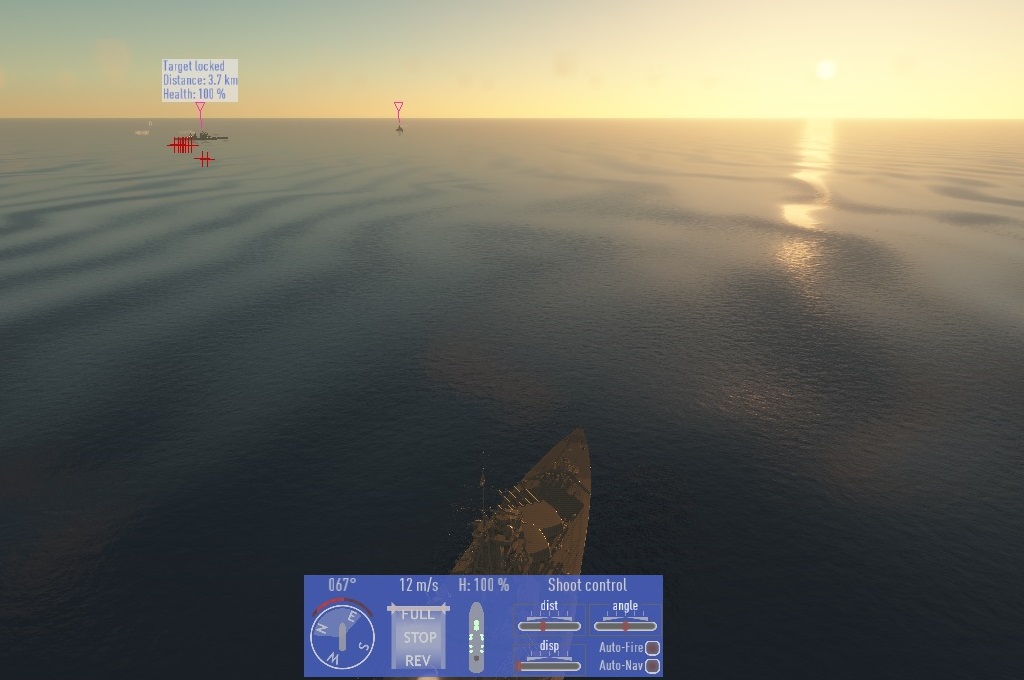 Target locked
Distance: 3.7 km
Health: 100 %
067°
12 m/s
H: 100 %
Shoot control
FULL
STOP
REV
N
E
S
W
dist
angle
disp
Auto-Fire
Auto-Nav